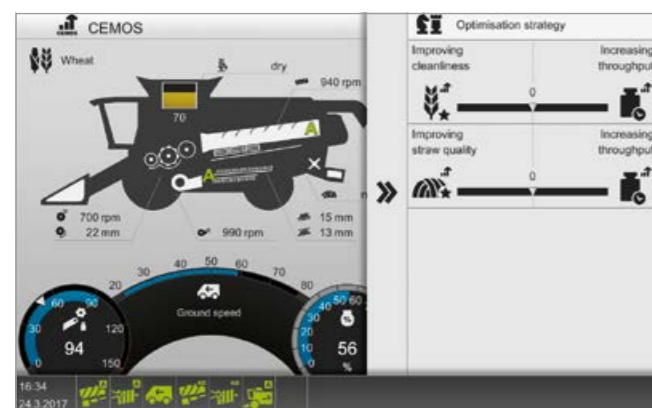 CEMOS
CEMOS
Optimisation strategy
Wheat
dry
940 rpm
70
A
A
700 rpm
22 mm
990 rpm
15 mm
13 mm
Improving cleanliness
Increasing throughput
0
Improving straw quality
Increasing throughput
0
20 30 40 50 60 70 80
Ground speed
0 30 60 90 120 150
94
0 10 20 30 40 50 60
56
%
16:34
24.3.2017